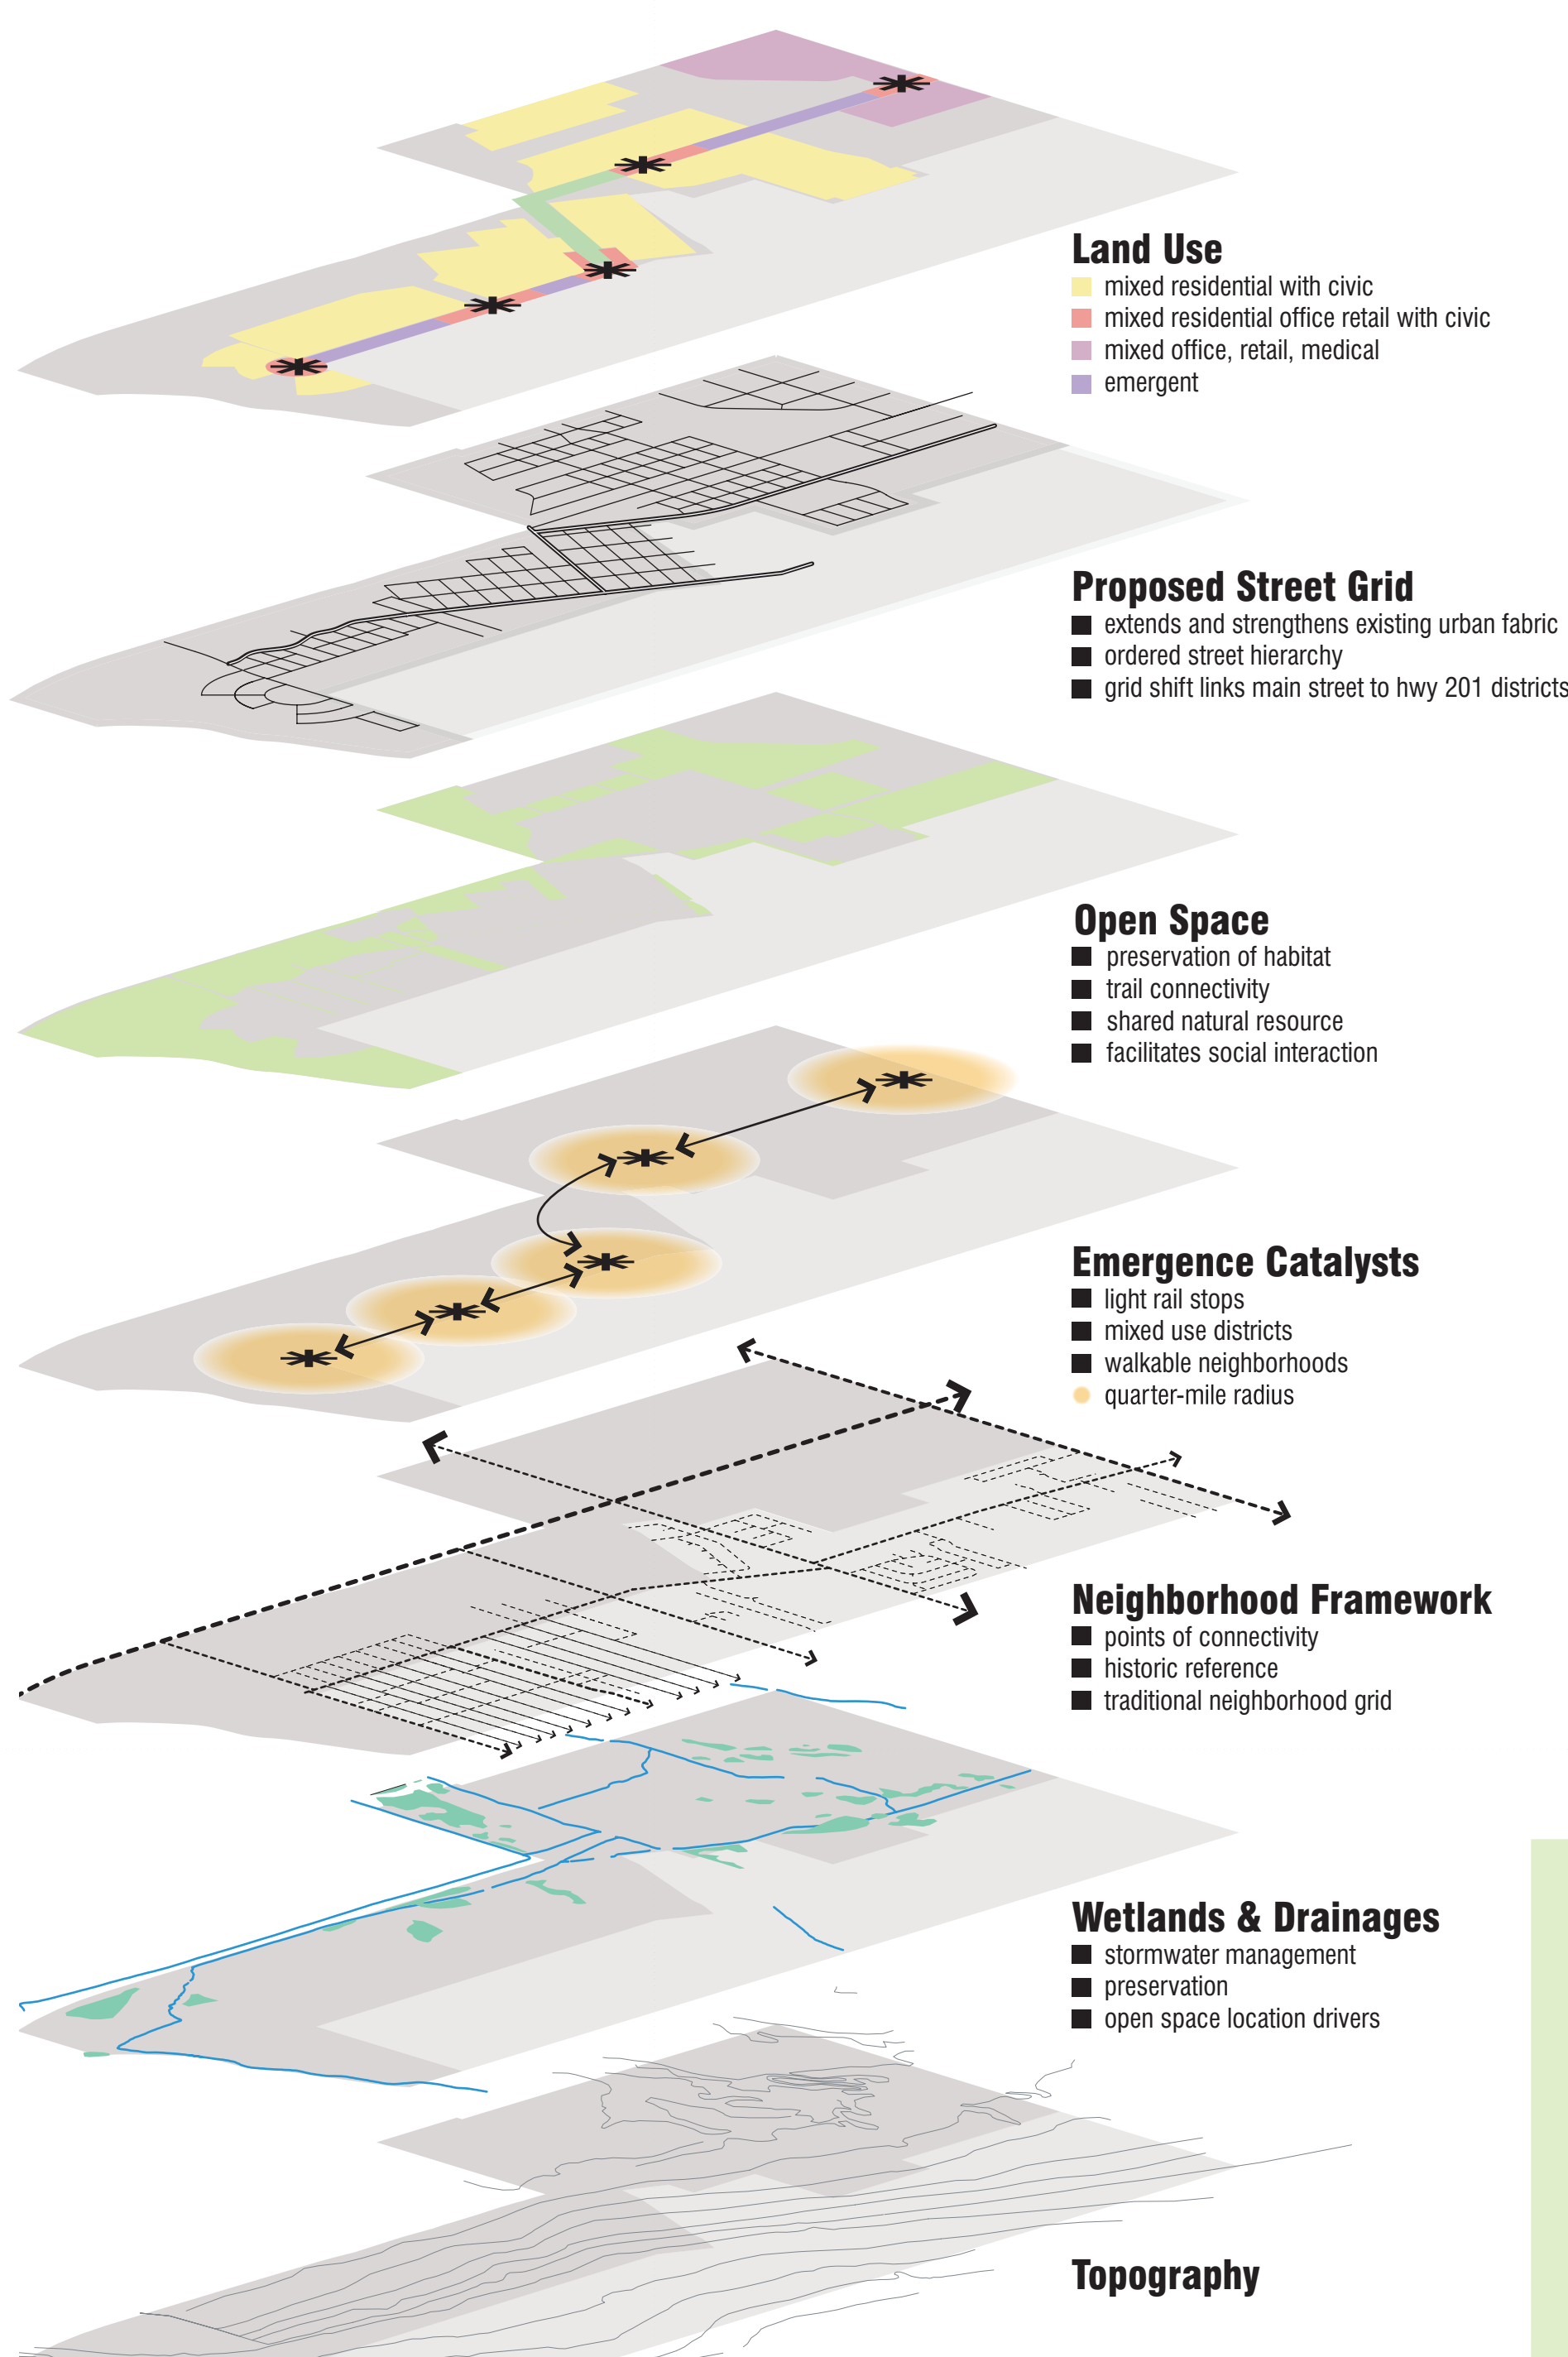 Land Use
mixed residential with civic
mixed residential office retail with civic
mixed office, retail, medical
emergent
Proposed Street Grid
extends and strengthens existing urban fabric
ordered street hierarchy
grid shift links main street to hwy 201 districts
Open Space
preservation of habitat
trail connectivity
shared natural resource
facilitates social interaction
Emergence Catalysts
light rail stops
mixed use districts
walkable neighborhoods
quarter-mile radius
Neighborhood Framework
points of connectivity
historic reference
traditional neighborhood grid
Wetlands & Drainages
stormwater management
preservation
open space location drivers
Topography